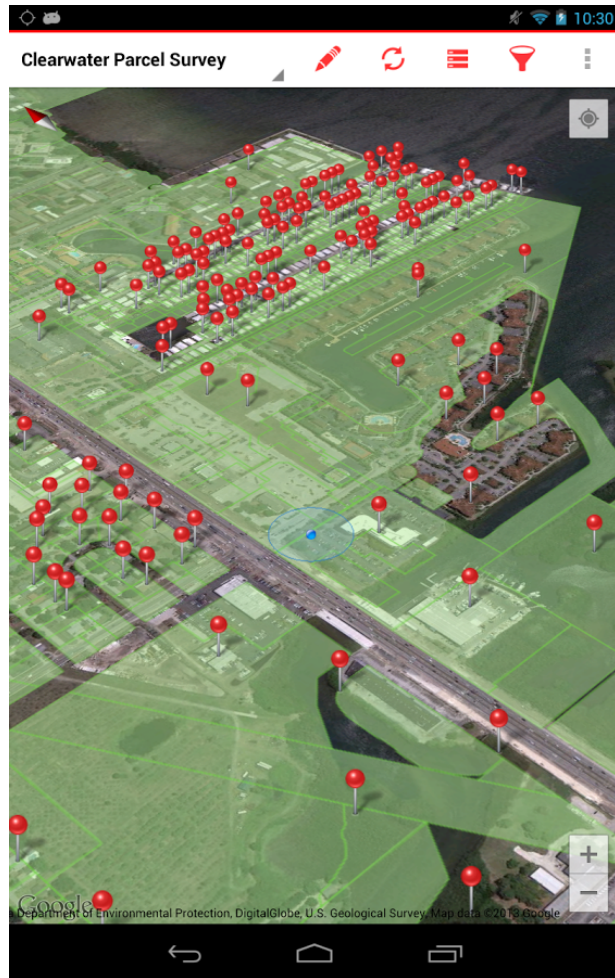 10:30
Clearwater Parcel Survey
+
−
Google
Department of Environmental Protection, DigitalGlobe, U.S. Geological Survey, Map data ©2013 Google